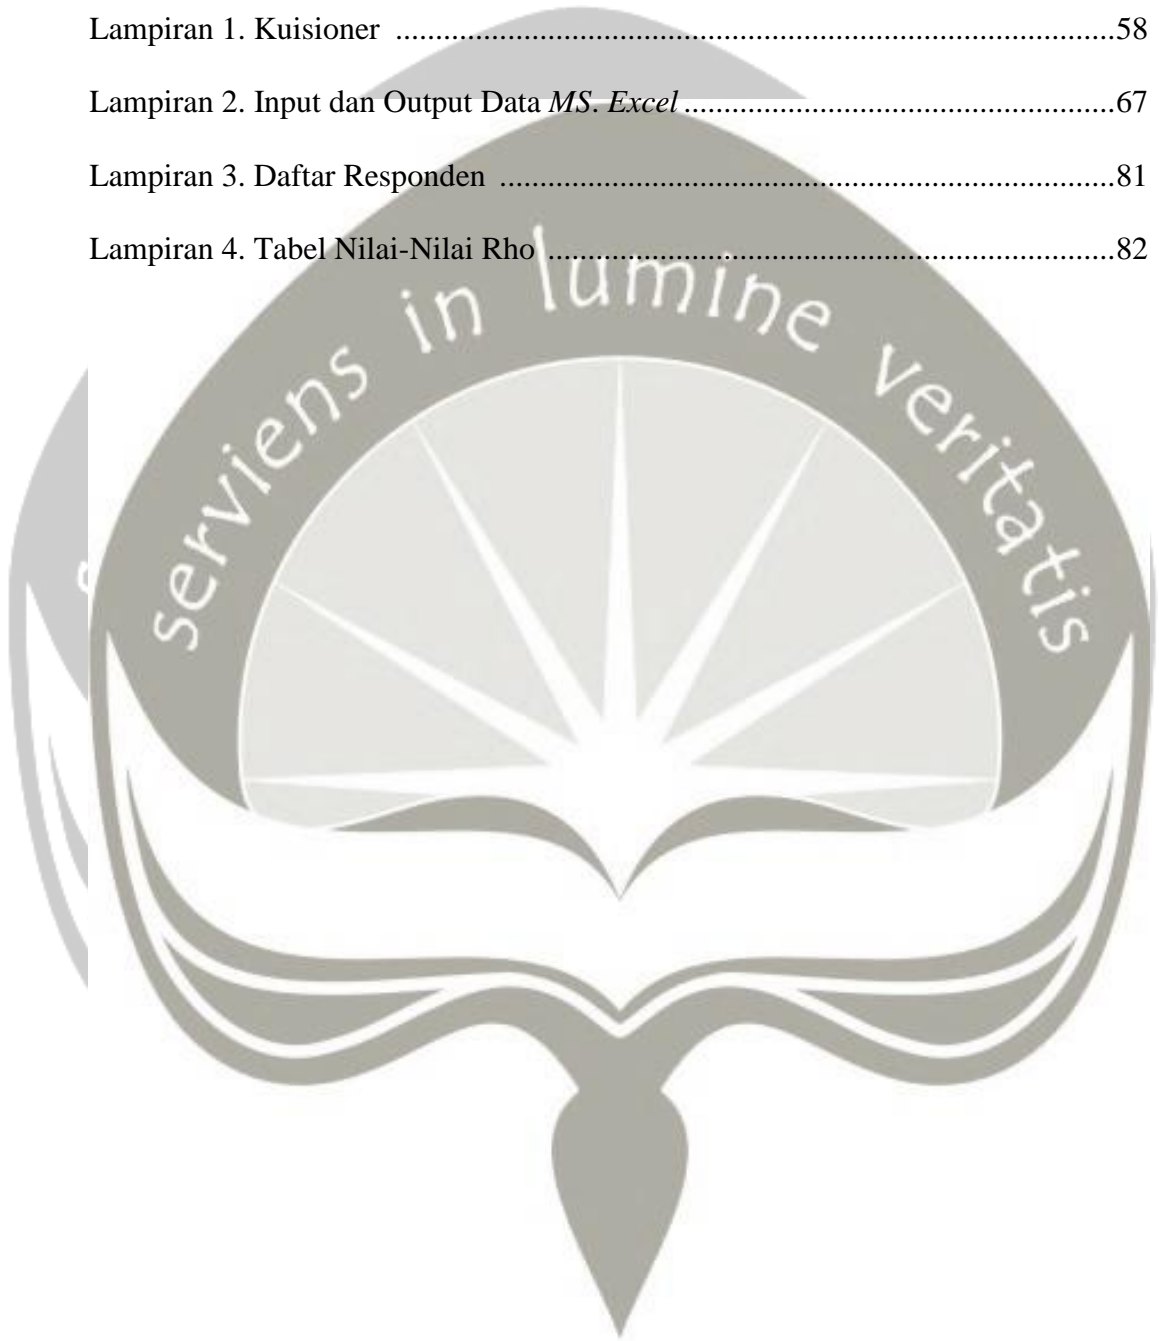 Lampiran 1. Kuisioner ..........................................................................................58
Lampiran 2. Input dan Output Data MS. Excel ......................................................67
Lampiran 3. Daftar Responden .............................................................................81
Lampiran 4. Tabel Nilai-Nilai Rho .......................................................................82
serviens in lumine veritatis